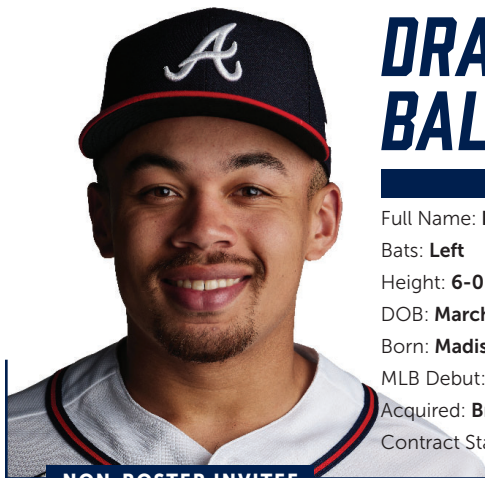 DRA
BAL
Full Name:
Bats: Left
Height: 6-0
DOB: March
Born: Madis
MLB Debut:
Acquired: B
Contract Sta
NON-ROSTER INVITEE
A